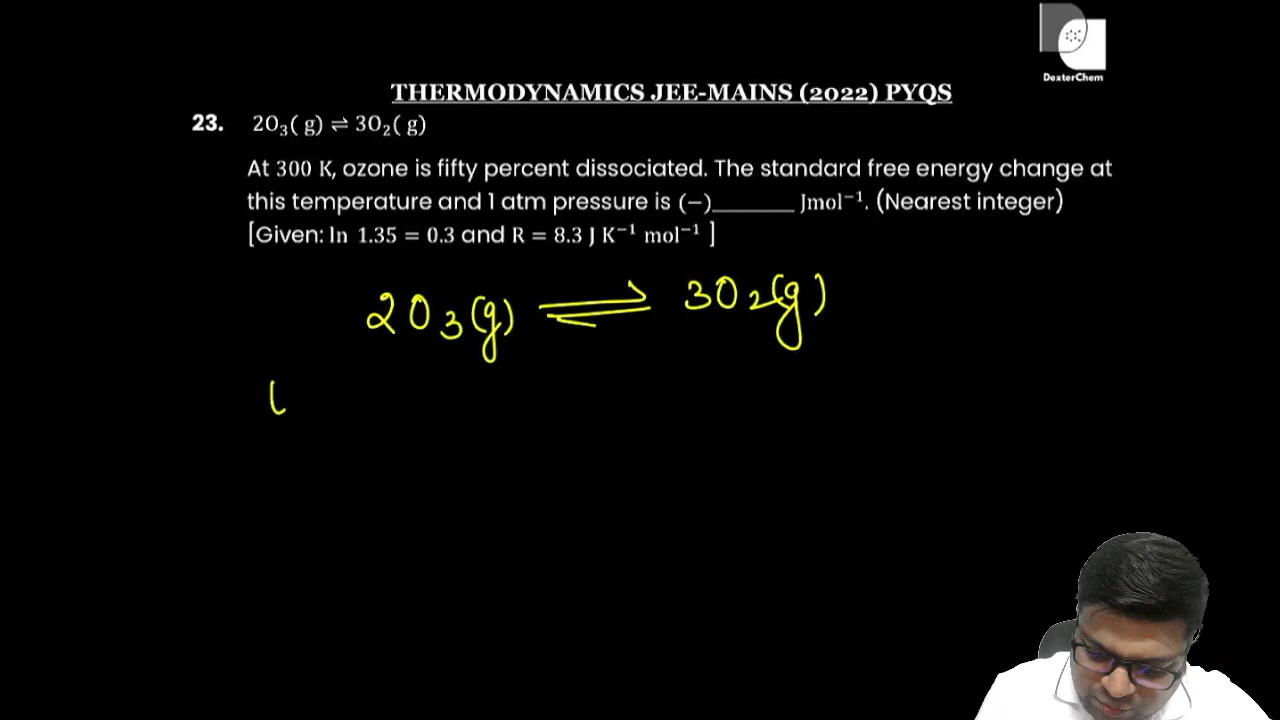 DexterChem
THERMODYNAMICS JEE-MAINS (2022) PYQS
23. 2O₃( g) ⇌ 3O₂( g)
At 300 K, ozone is fifty percent dissociated. The standard free energy change at
this temperature and 1 atm pressure is (−)______ Jmol⁻¹. (Nearest integer)
[Given: ln 1.35 = 0.3 and R = 8.3 J K⁻¹ mol⁻¹ ]
2O₃(g) ⇌ 3O₂(g)